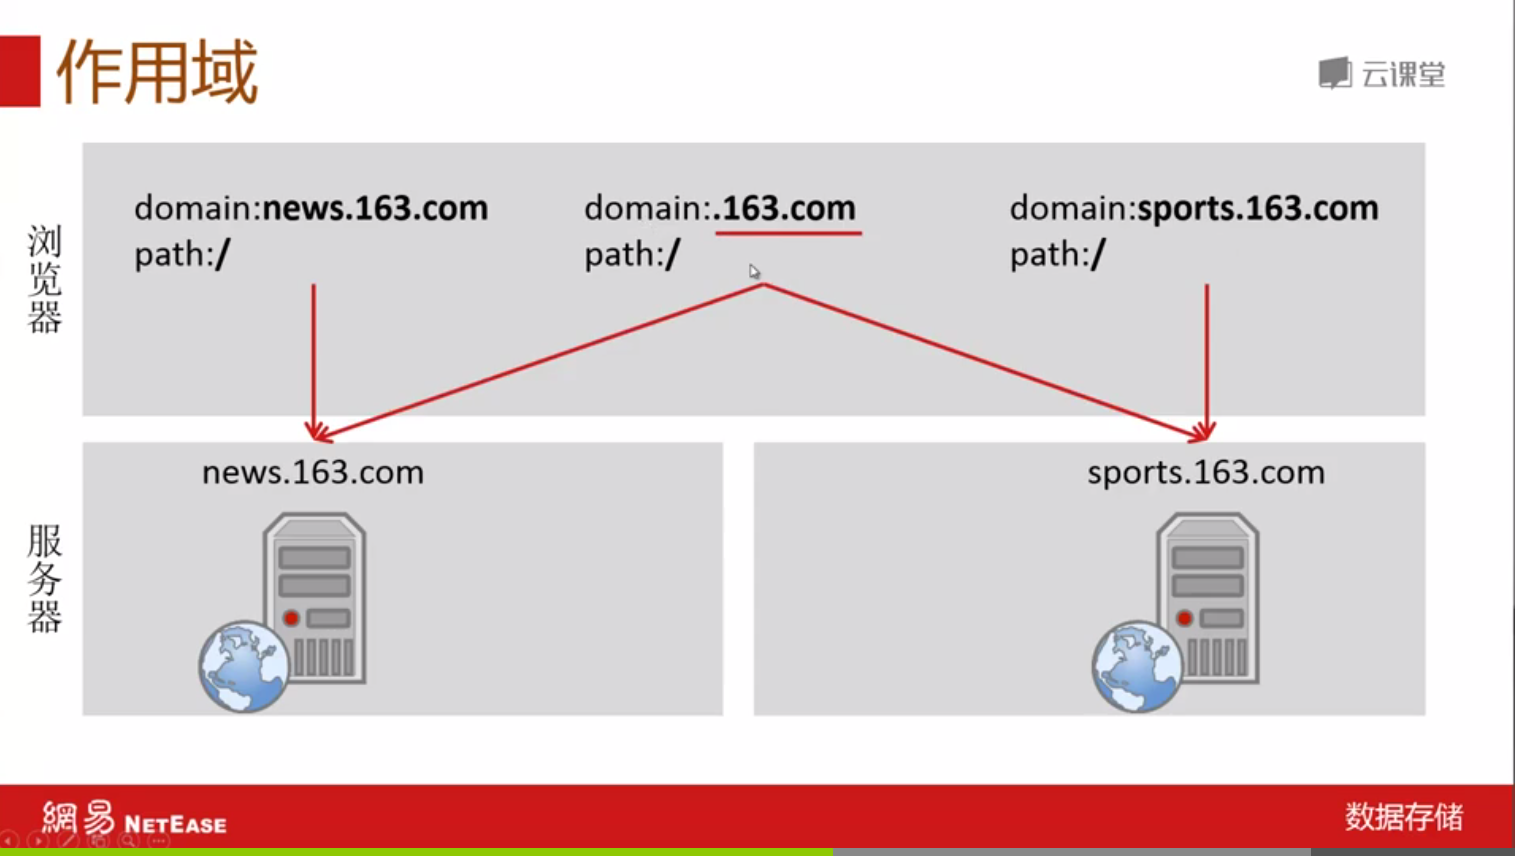 作用域
云课堂
浏览器
domain:news.163.com
path:/
domain:.163.com
path:/
domain:sports.163.com
path:/
服务器
news.163.com
sports.163.com
網易 NETEASE
数据存储